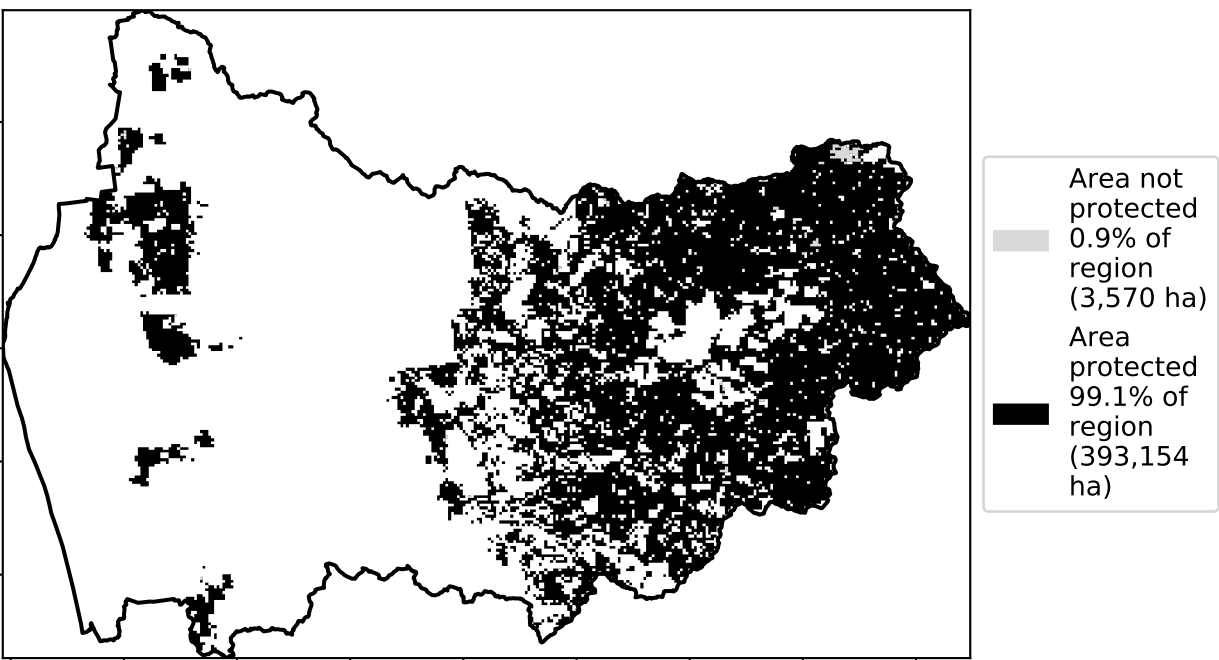 Area not
protected
0.9% of
region
(3,570 ha)
Area
protected
99.1% of
region
(393,154
ha)